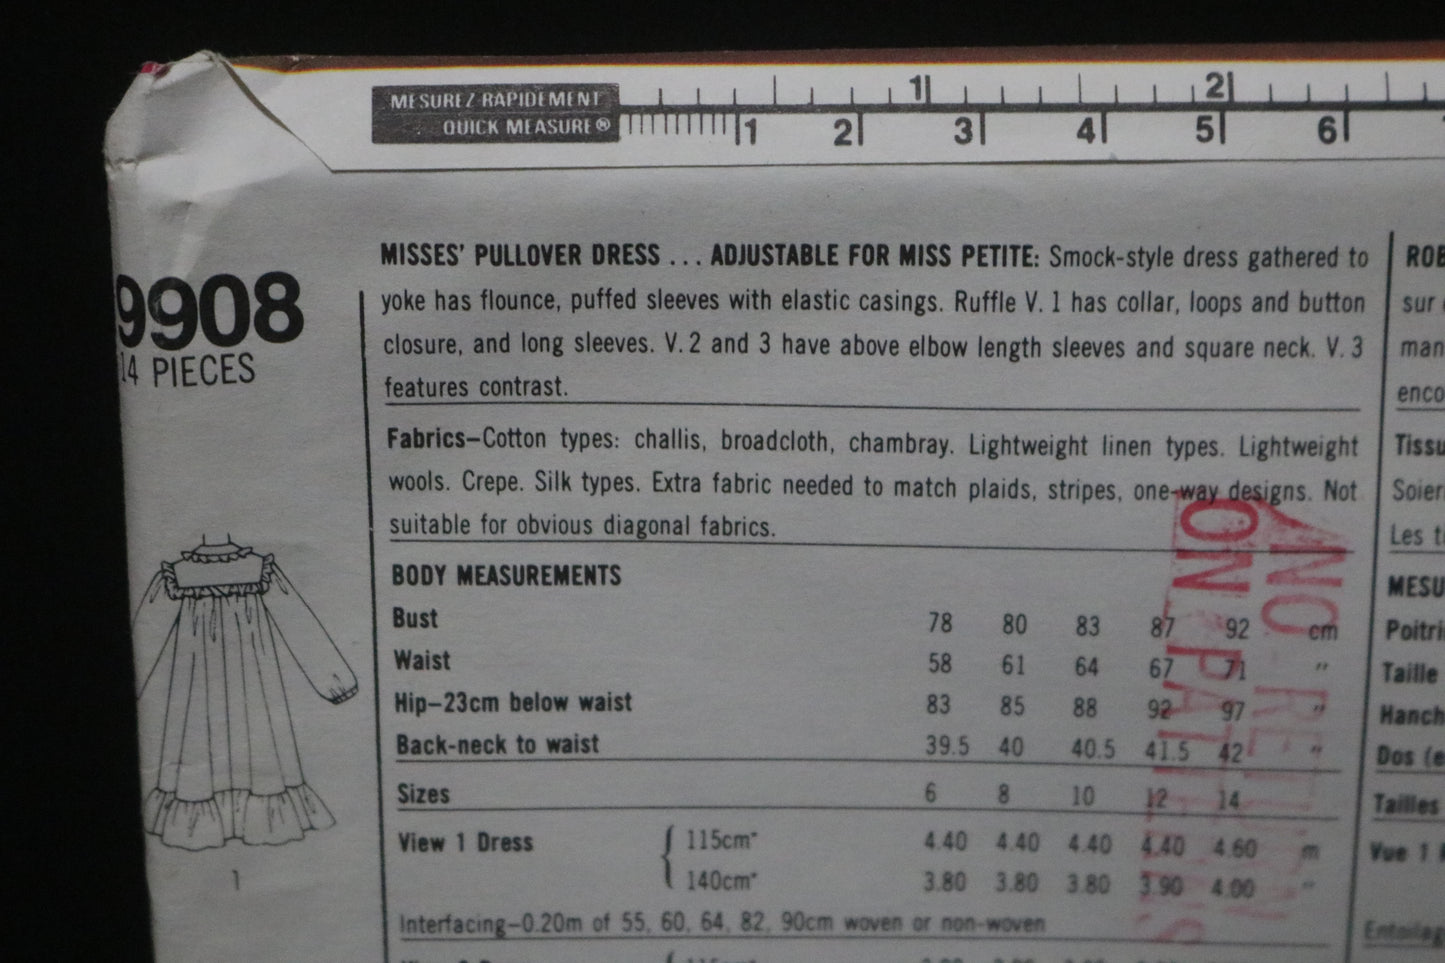 MESUREZ RAPIDEMENT
QUICK MEASURE®
1 2
1 2 3 4 5 6
9908
14 PIECES
MISSES' PULLOVER DRESS ... ADJUSTABLE FOR MISS PETITE: Smock-style dress gathered to
yoke has flounce, puffed sleeves with elastic casings. Ruffle V. 1 has collar, loops and button
closure, and long sleeves. V. 2 and 3 have above elbow length sleeves and square neck. V. 3
features contrast.
Fabrics—Cotton types: challis, broadcloth, chambray. Lightweight linen types. Lightweight
wools. Crepe. Silk types. Extra fabric needed to match plaids, stripes, one-way designs. Not
suitable for obvious diagonal fabrics.
BODY MEASUREMENTS
Bust 78 80 83 87 92 cm
Waist 58 61 64 67 71 "
Hip—23cm below waist 83 85 88 92 97 "
Back-neck to waist 39.5 40 40.5 41.5 42 "
Sizes 6 8 10 12 14
View 1 Dress { 115cm* 4.40 4.40 4.40 4.40 4.60 m
140cm* 3.80 3.80 3.80 3.90 4.00 "
Interfacing—0.20m of 55, 60, 64, 82, 90cm woven or non-woven
1
ROB
sur
man
enco
Tissu
Soier
Les ti
MESU
Poitri
Taille
Hanch
Dos (e
Tailles
Vue 1
Entoilag
NO